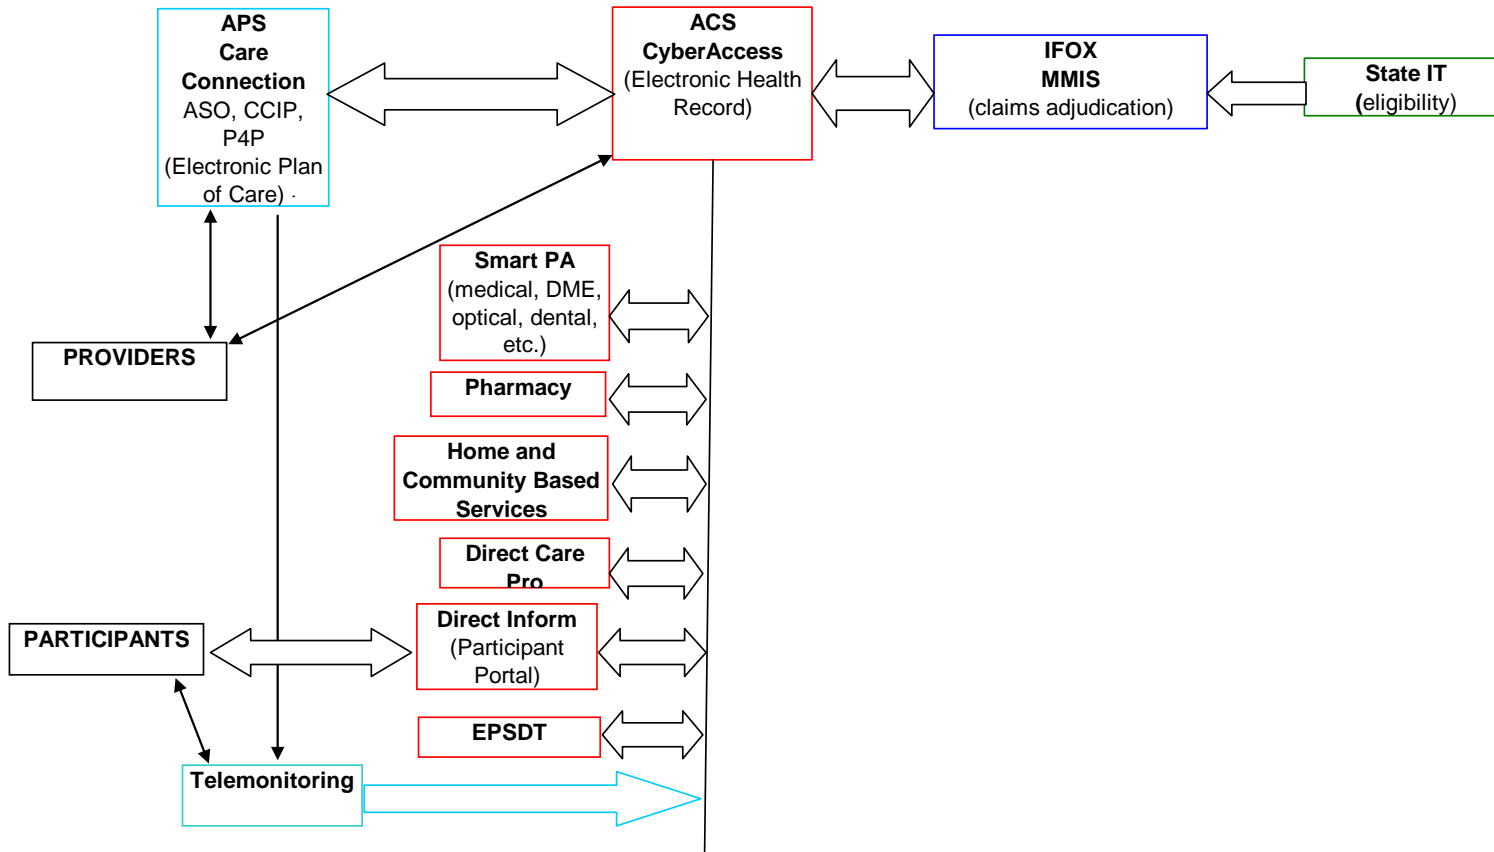 APS
Care
Connection
ASO, CCIP,
P4P
(Electronic Plan
of Care) .
ACS
CyberAccess
(Electronic Health
Record)
IFOX
MMIS
(claims adjudication)
State IT
(eligibility)
Smart PA
(medical, DME,
optical, dental,
etc.)
PROVIDERS
Pharmacy
Home and
Community Based
Services
Direct Care
Pro
PARTICIPANTS
Direct Inform
(Participant
Portal)
EPSDT
Telemonitoring